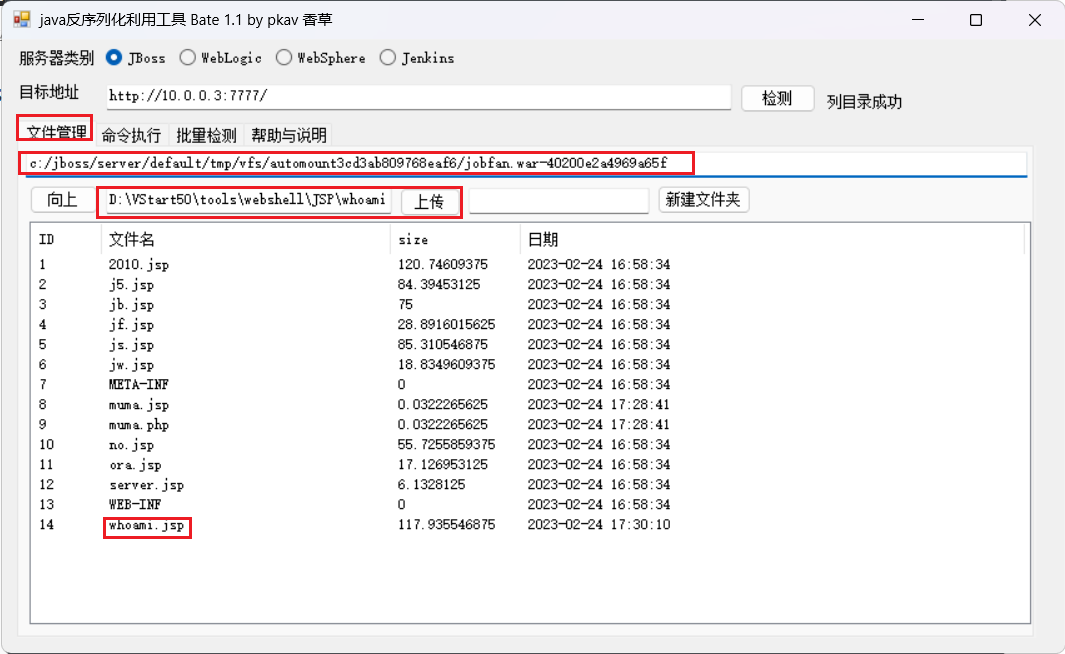 java反序列化利用工具 Bate 1.1 by pkav 香草
服务器类别 JBoss WebLogic WebSphere Jenkins
目标地址 http://10.0.0.3:7777/ 检测 列目录成功
文件管理 命令执行 批量检测 帮助与说明
c:/jboss/server/default/tmp/vfs/automount3cd3ab809768eaf6/jobfan.war-40200e2a4969a65f
向上 D:\VStart50\tools\webshell\JSP\whoami 上传 新建文件夹
ID 文件名 size 日期
1 2010.jsp 120.74609375 2023-02-24 16:58:34
2 j5.jsp 84.39453125 2023-02-24 16:58:34
3 jb.jsp 75 2023-02-24 16:58:34
4 jf.jsp 28.8916015625 2023-02-24 16:58:34
5 js.jsp 85.310546875 2023-02-24 16:58:34
6 jw.jsp 18.8349609375 2023-02-24 16:58:34
7 META-INF 0 2023-02-24 16:58:34
8 muma.jsp 0.0322265625 2023-02-24 17:28:41
9 muma.php 0.0322265625 2023-02-24 17:28:41
10 no.jsp 55.7255859375 2023-02-24 16:58:34
11 ora.jsp 17.126953125 2023-02-24 16:58:34
12 server.jsp 6.1328125 2023-02-24 16:58:34
13 WEB-INF 0 2023-02-24 16:58:34
14 whoami.jsp 117.935546875 2023-02-24 17:30:10